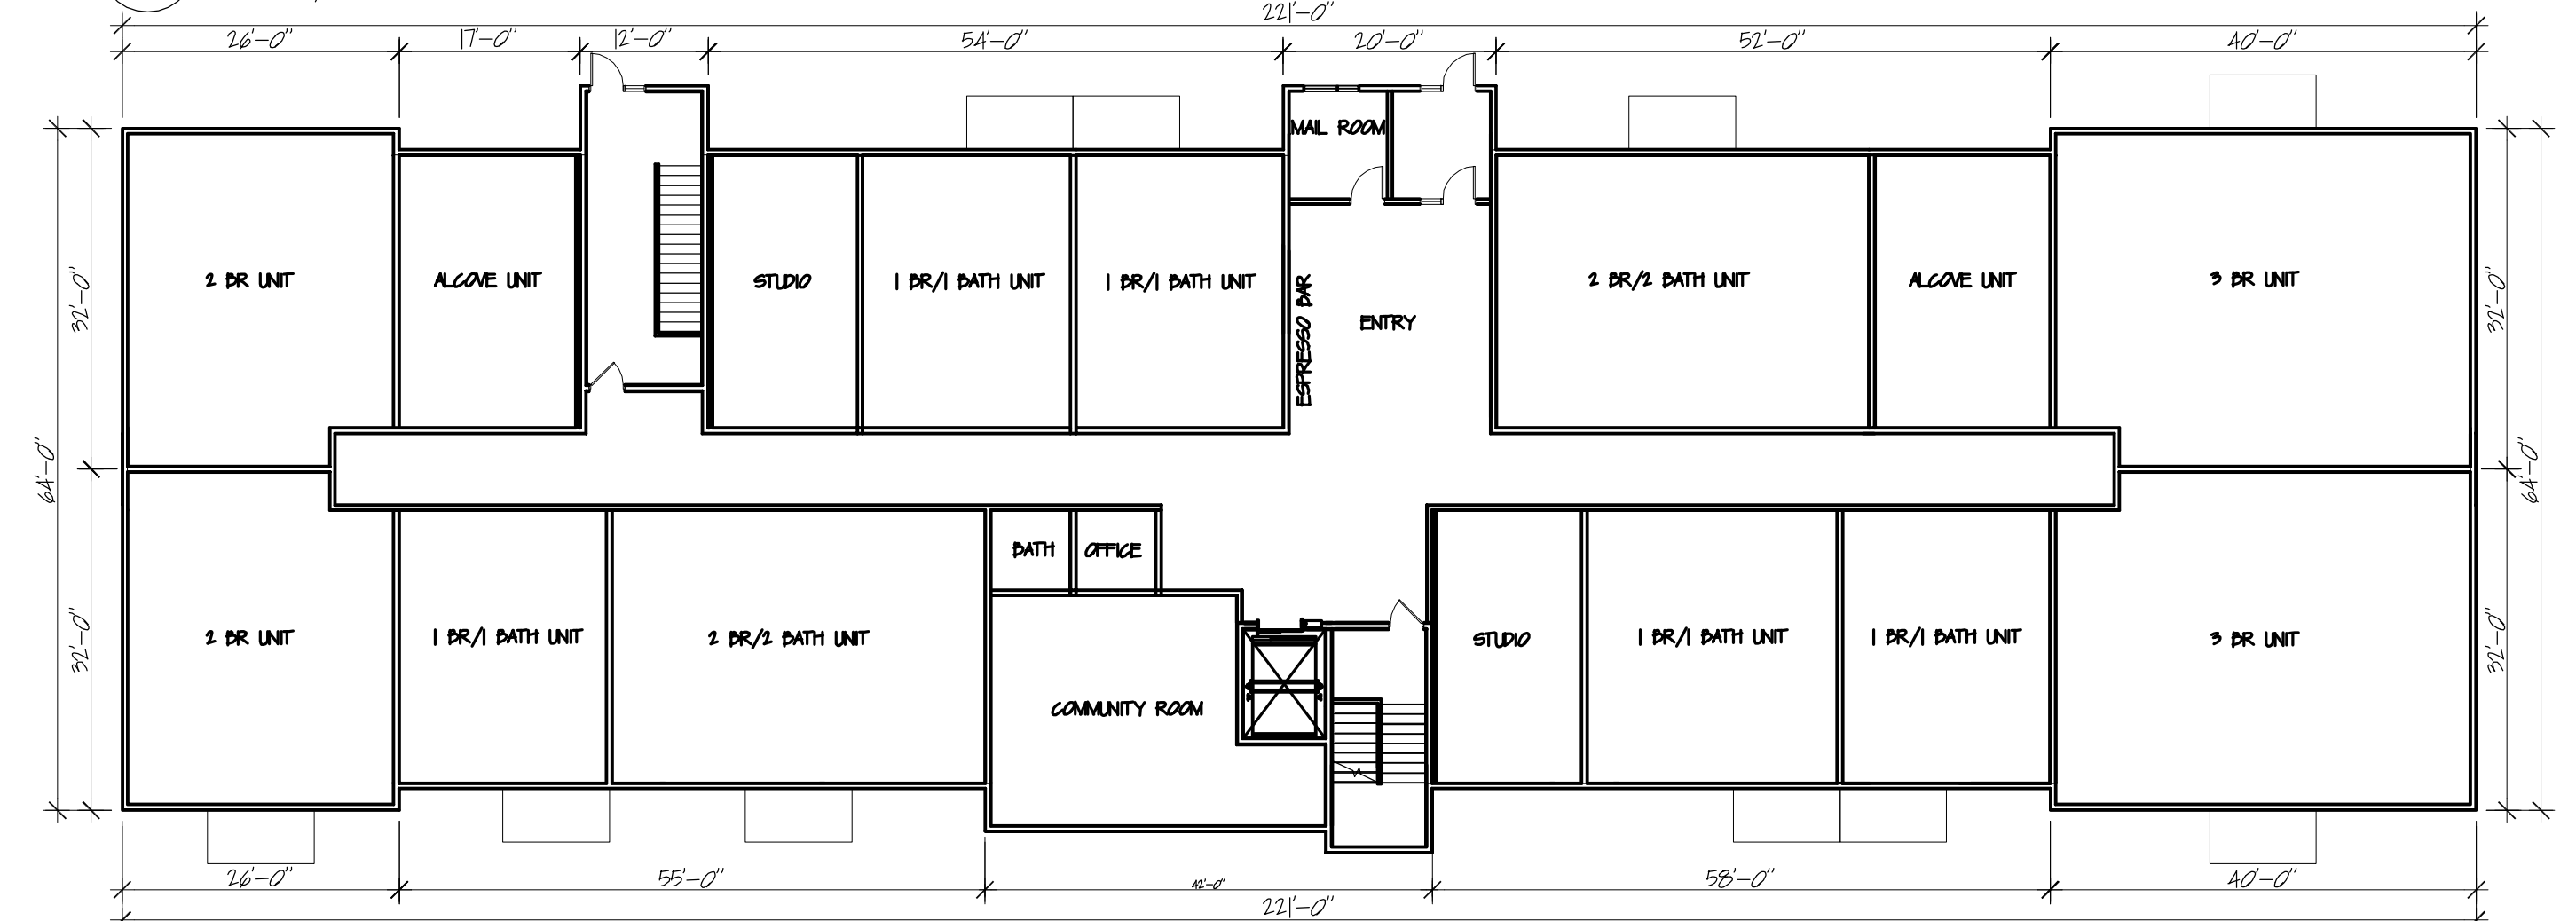 221'-0"
26'-0" 17'-0" 12'-0" 54'-0" 20'-0" 52'-0" 40'-0"
MAIL ROOM
2 BR UNIT ALCOVE UNIT STUDIO 1 BR/1 BATH UNIT 1 BR/1 BATH UNIT 2 BR/2 BATH UNIT ALCOVE UNIT 3 BR UNIT
32'-0"
ESPRESSO BAR
ENTRY
32'-0"
64'-0"
64'-0"
BATH OFFICE
2 BR UNIT 1 BR/1 BATH UNIT 2 BR/2 BATH UNIT STUDIO 1 BR/1 BATH UNIT 1 BR/1 BATH UNIT 3 BR UNIT
32'-0"
32'-0"
COMMUNITY ROOM
26'-0" 55'-0" 42'-0" 58'-0" 40'-0"
221'-0"